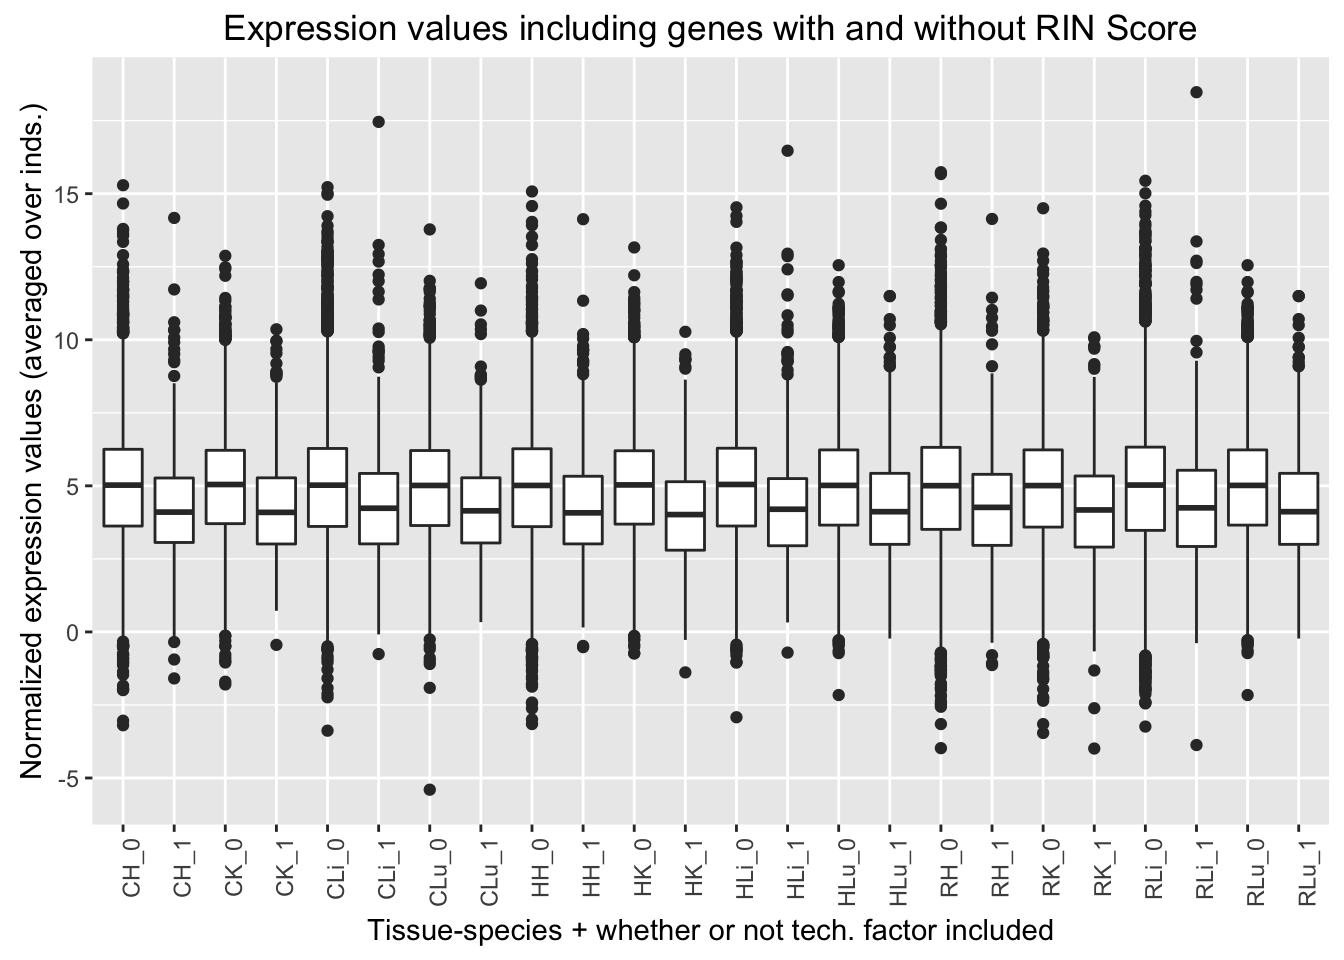 Expression values including genes with and without RIN Score
Normalized expression values (averaged over inds.)
15
10
5
0
-5
CH_0
CH_1
CK_0
CK_1
CLi_0
CLi_1
CLu_0
CLu_1
HH_0
HH_1
HK_0
HK_1
HLi_0
HLi_1
HLu_0
HLu_1
RH_0
RH_1
RK_0
RK_1
RLi_0
RLi_1
RLu_0
RLu_1
Tissue-species + whether or not tech. factor included